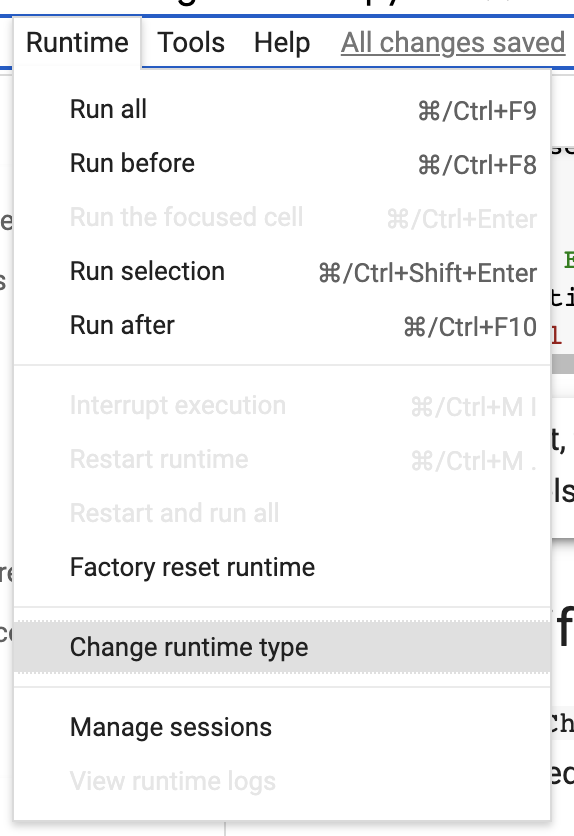 Runtime Tools Help All changes saved
Run all ⌘/Ctrl+F9
Run before ⌘/Ctrl+F8
Run the focused cell ⌘/Ctrl+Enter
Run selection ⌘/Ctrl+Shift+Enter
Run after ⌘/Ctrl+F10
Interrupt execution ⌘/Ctrl+M I
Restart runtime ⌘/Ctrl+M .
Restart and run all
Factory reset runtime
Change runtime type
Manage sessions
View runtime logs